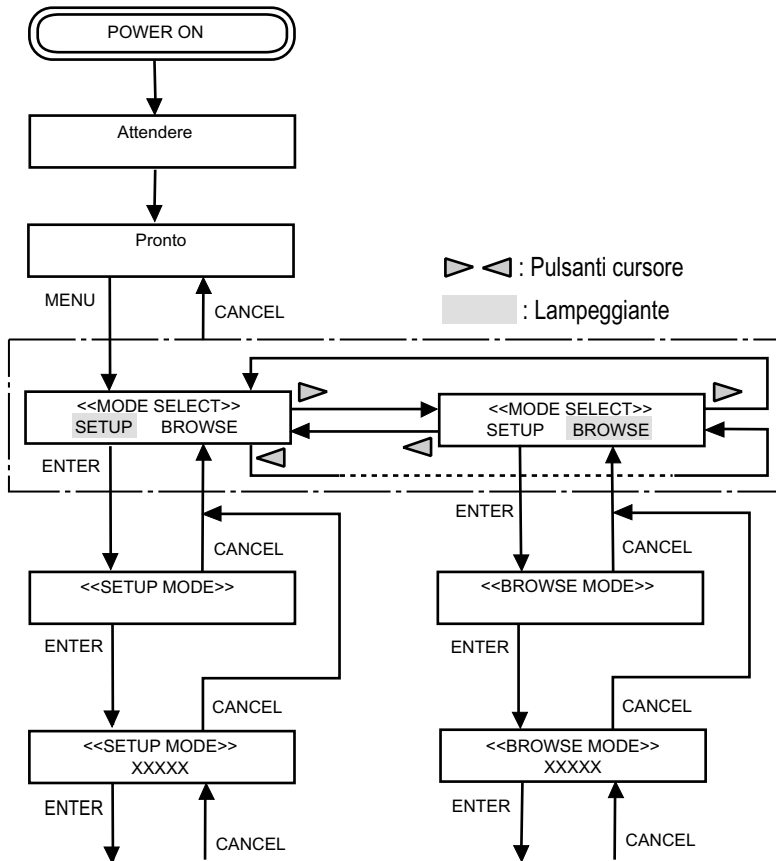 POWER ON
Attendere
Pronto
: Pulsanti cursore
MENU
CANCEL
: Lampeggiante
<<MODE SELECT>>
SETUP BROWSE
<<MODE SELECT>>
SETUP BROWSE
ENTER
ENTER
CANCEL
CANCEL
<<SETUP MODE>>
<<BROWSE MODE>>
ENTER
ENTER
CANCEL
CANCEL
<<SETUP MODE>>
XXXXX
<<BROWSE MODE>>
XXXXX
ENTER
ENTER
CANCEL
CANCEL